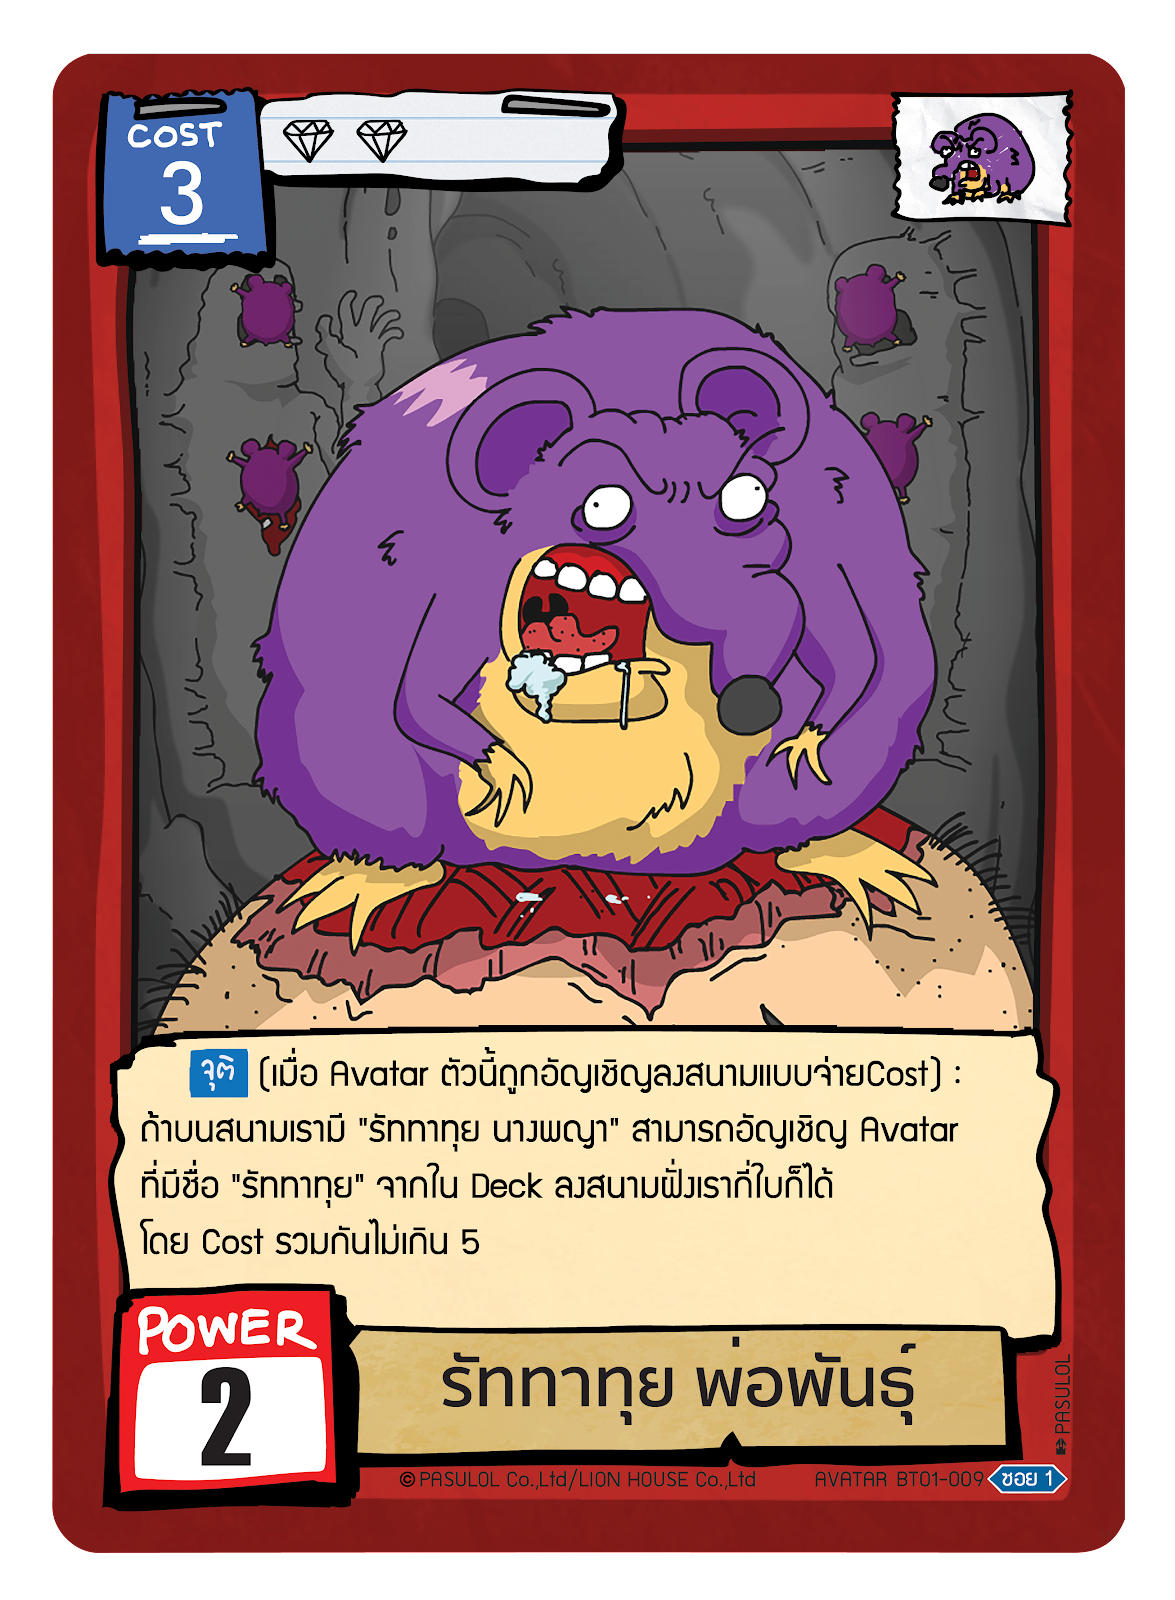 COST
3
จุติ (เมื่อ Avatar ตัวนี้ถูกอัญเชิญลงสนามแบบจ่ายCost) :
ถ้าบนสนามเรามี "รัททาทุย นางพญา" สามารถอัญเชิญ Avatar
ที่มีชื่อ "รัททาทุย" จากใน Deck ลงสนามฝั่งเรากี่ใบก็ได้
โดย Cost รวมกันไม่เกิน 5
POWER
2
รัททาทุย พ่อพันธุ์
PASULOL
© PASULOL Co.,Ltd/LION HOUSE Co.,Ltd
AVATAR BT01-009 ซอย 1